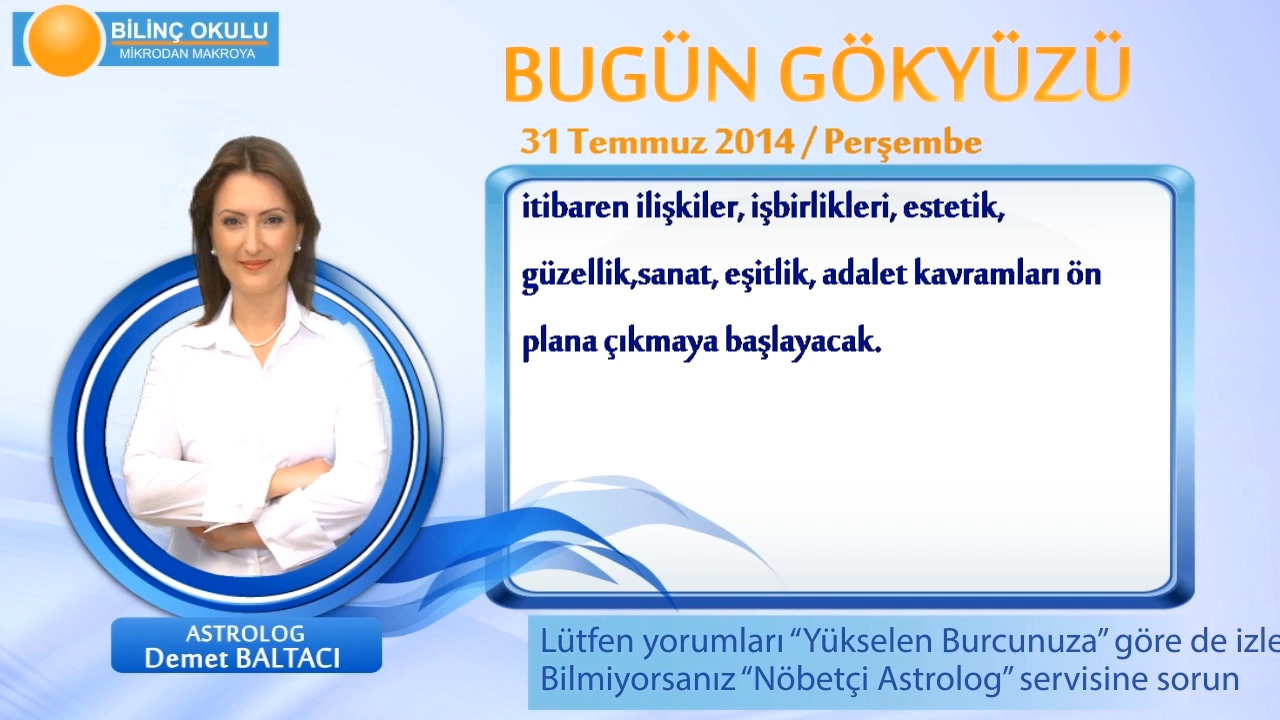 BİLİNÇ OKULU
MİKRODAN MAKROYA
BUGÜN GÖKYÜZÜ
31 Temmuz 2014 / Perşembe
itibaren ilişkiler, işbirlikleri, estetik,
güzellik,sanat, eşitlik, adalet kavramları ön
plana çıkmaya başlayacak.
ASTROLOG
Demet BALTACI
Lütfen yorumları “Yükselen Burcunuza” göre de izle
Bilmiyorsanız “Nöbetçi Astrolog” servisine sorun